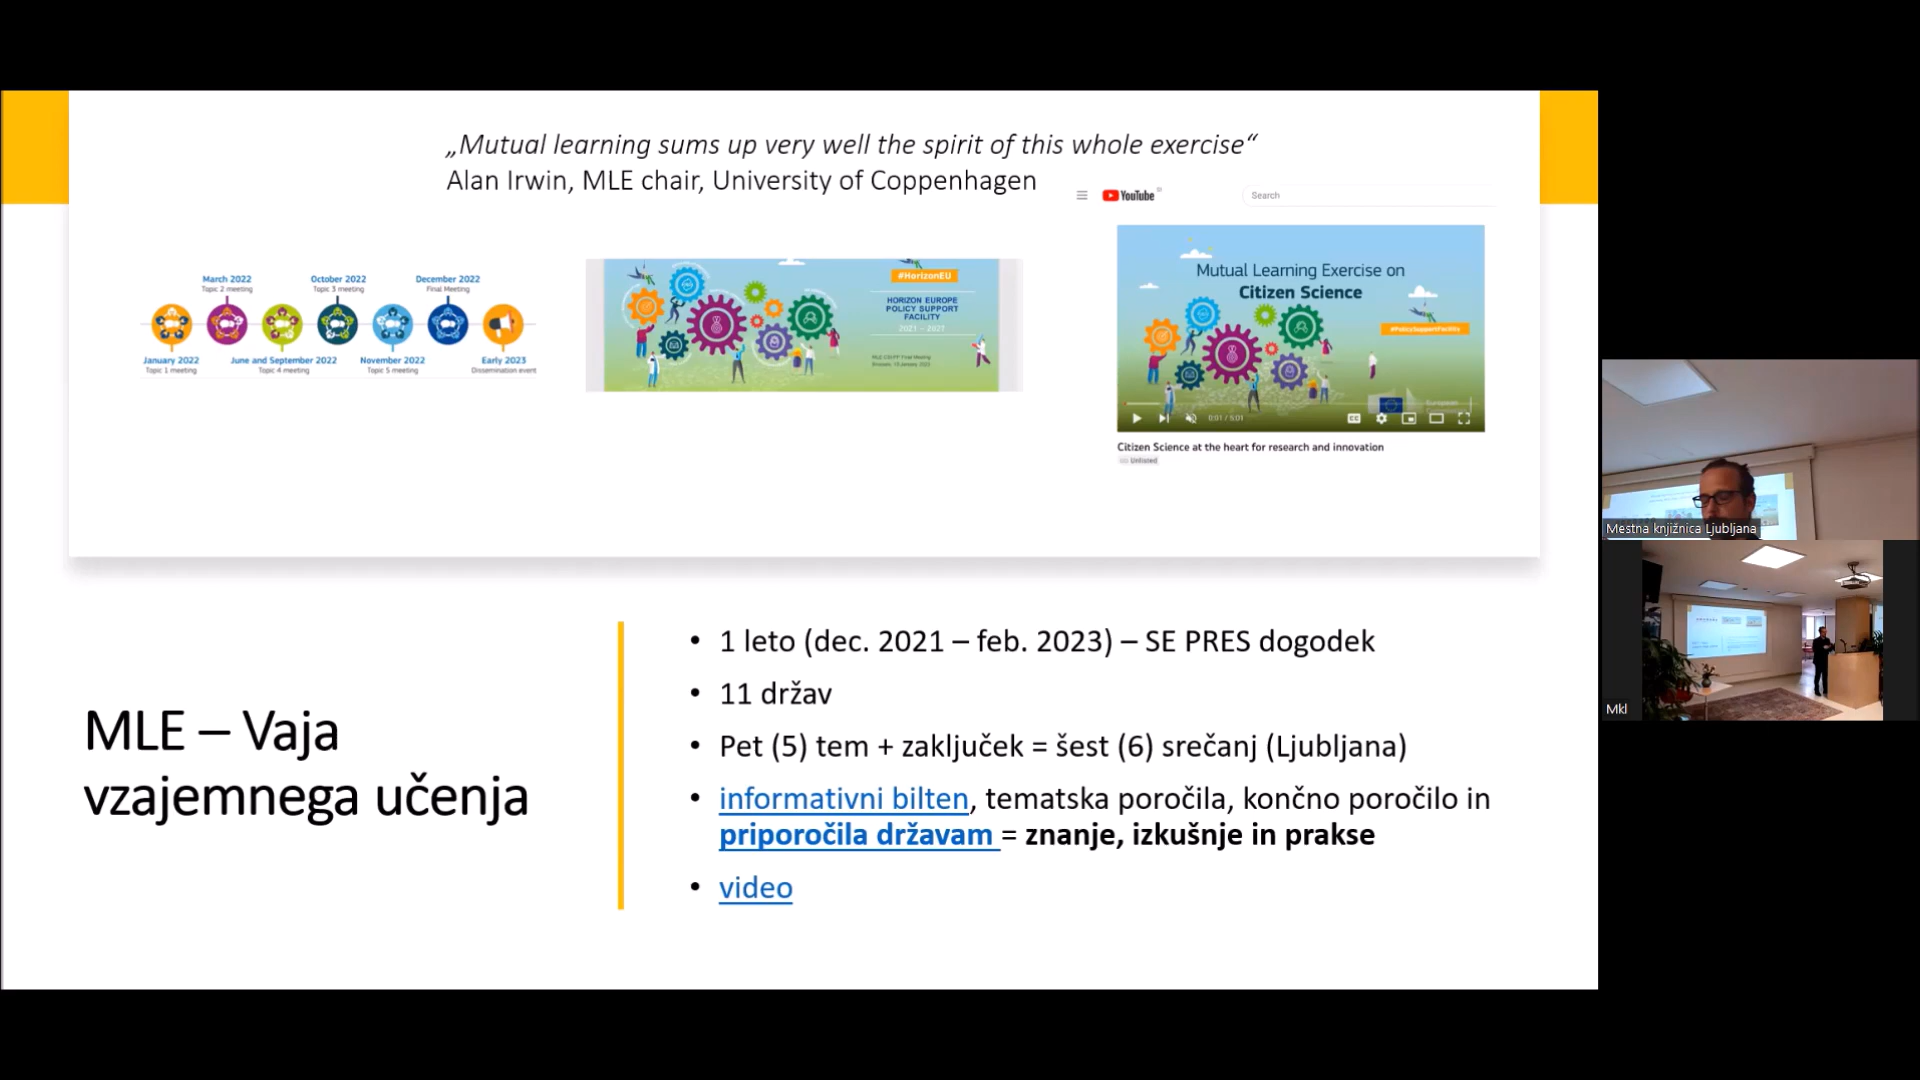 „Mutual learning sums up very well the spirit of this whole exercise“
Alan Irwin, MLE chair, University of Coppenhagen
March 2022
Topic 2 meeting
October 2022
Topic 3 meeting
December 2022
Final Meeting
January 2022
Topic 1 meeting
June and September 2022
Topic 4 meeting
November 2022
Topic 5 meeting
Early 2023
Dissemination event
#HorizonEU
HORIZON EUROPE
POLICY SUPPORT
FACILITY
2021 – 2027
YouTube
Search
Mutual Learning Exercise on
Citizen Science
#PolicySupportFacility
0:01 / 5:01
European
Citizen Science at the heart for research and innovation
Unlisted
MLE – Vaja
vzajemnega učenja
• 1 leto (dec. 2021 – feb. 2023) – SE PRES dogodek
• 11 držav
• Pet (5) tem + zaključek = šest (6) srečanj (Ljubljana)
• informativni bilten, tematska poročila, končno poročilo in
priporočila državam = znanje, izkušnje in prakse
• video
Mestna knjižnica Ljubljana
Mkl